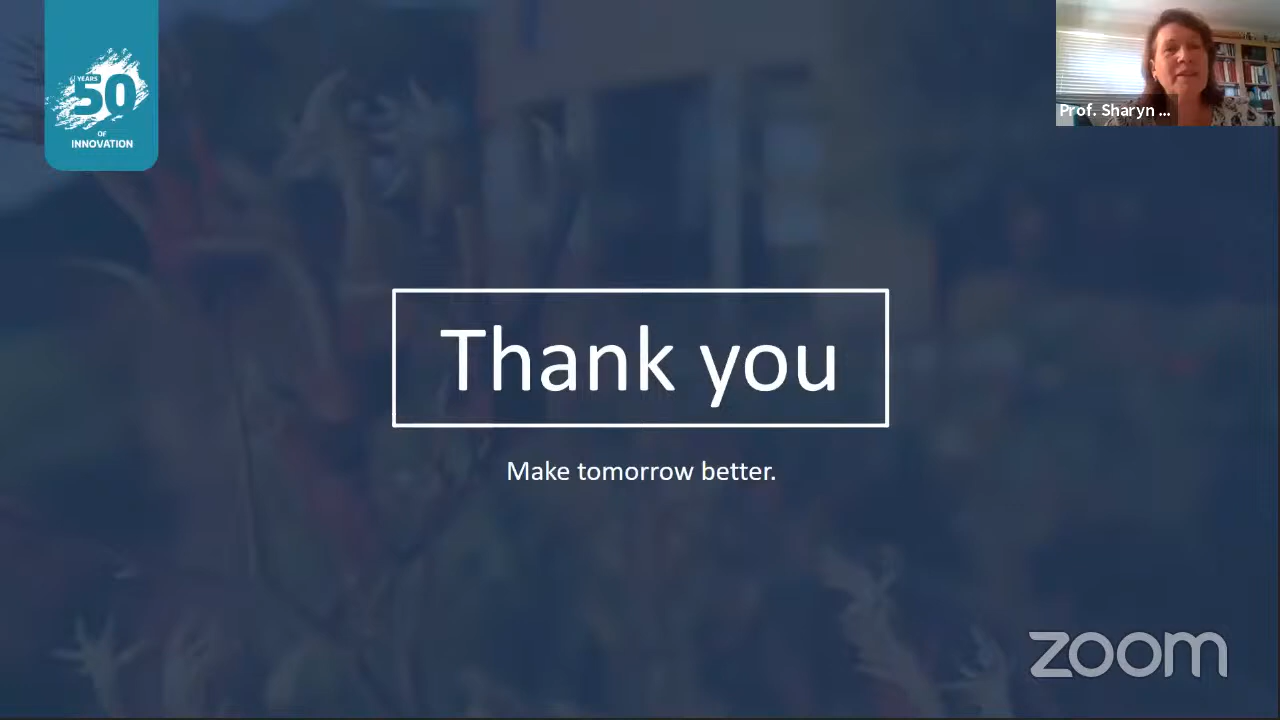 YEARS
50
OF
INNOVATION
Prof. Sharyn ...
Thank you
Make tomorrow better.
zoom